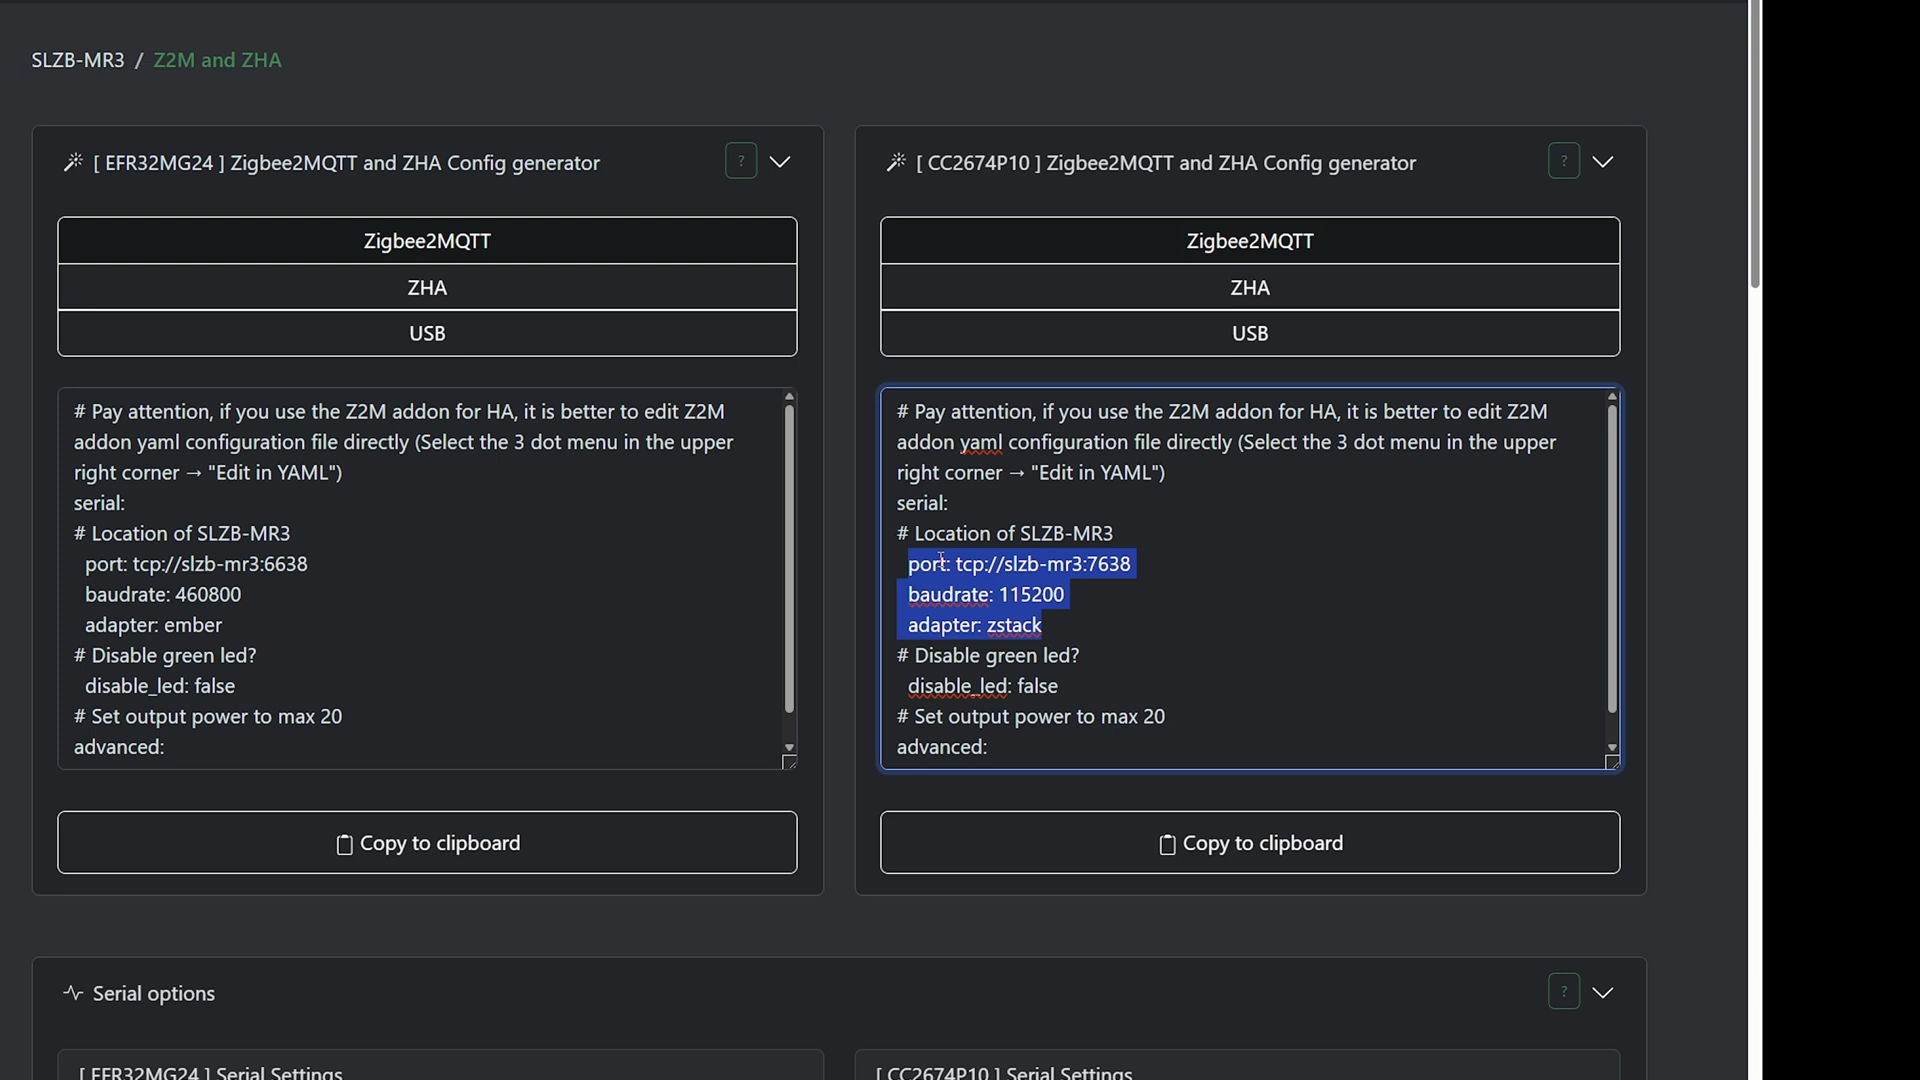 SLZB-MR3 / Z2M and ZHA
[ EFR32MG24 ] Zigbee2MQTT and ZHA Config generator
?
Zigbee2MQTT
ZHA
USB
# Pay attention, if you use the Z2M addon for HA, it is better to edit Z2M
addon yaml configuration file directly (Select the 3 dot menu in the upper
right corner → "Edit in YAML")
serial:
# Location of SLZB-MR3
port: tcp://slzb-mr3:6638
baudrate: 460800
adapter: ember
# Disable green led?
disable_led: false
# Set output power to max 20
advanced:
Copy to clipboard
[ CC2674P10 ] Zigbee2MQTT and ZHA Config generator
?
Zigbee2MQTT
ZHA
USB
# Pay attention, if you use the Z2M addon for HA, it is better to edit Z2M
addon yaml configuration file directly (Select the 3 dot menu in the upper
right corner → "Edit in YAML")
serial:
# Location of SLZB-MR3
port: tcp://slzb-mr3:7638
baudrate: 115200
adapter: zstack
# Disable green led?
disable_led: false
# Set output power to max 20
advanced:
Copy to clipboard
Serial options
?
[ EFR32MG24 ] Serial Settings
[ CC2674P10 ] Serial Settings